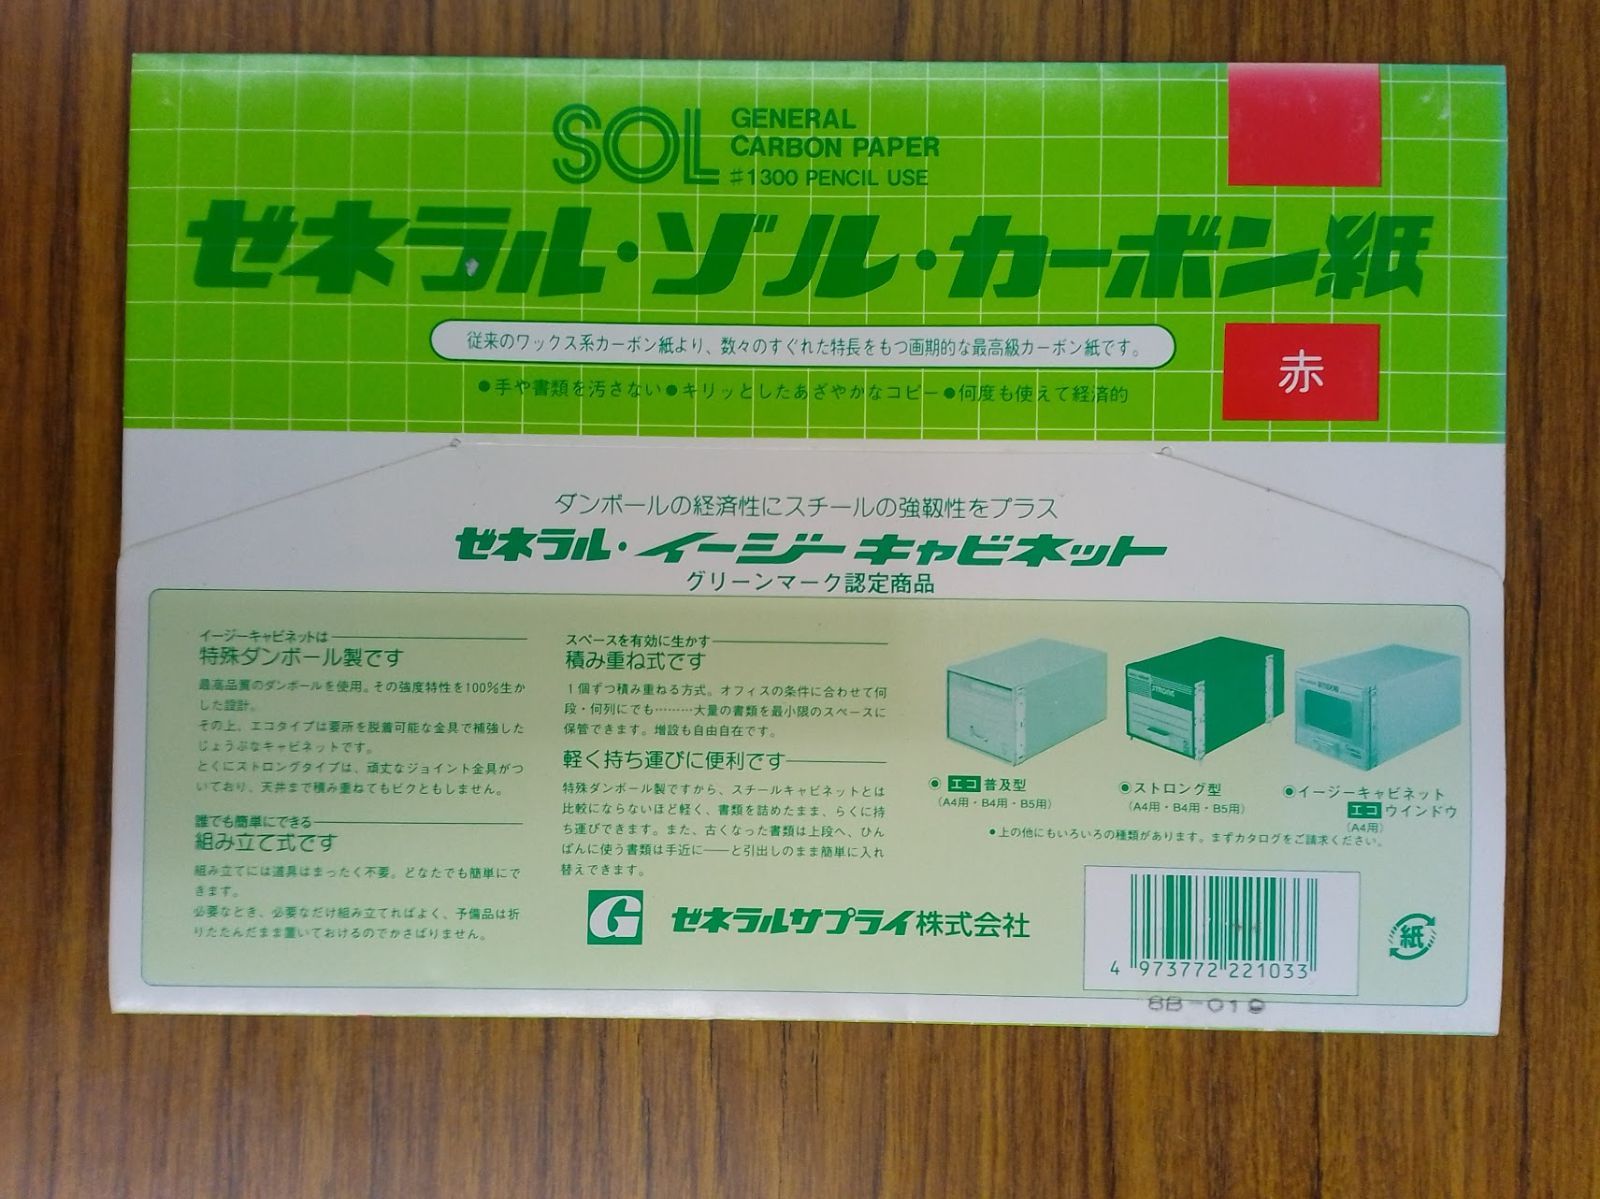 SOL
GENERAL
CARBON PAPER
#1300 PENCIL USE
ゼネラル・ゾル・カーボン紙
従来のワックス系カーボン紙より、数々のすぐれた特長をもつ画期的な最高級カーボン紙です。
●手や書類を汚さない●キリッとしたあざやかなコピー●何度も使えて経済的
赤
ダンボールの経済性にスチールの強靱性をプラス
ゼネラル・イージーキャビネット
グリーンマーク認定商品
イージーキャビネットは
特殊ダンボール製です
最高品質のダンボールを使用。その強度特性を100%生か
した設計。
その上、エコタイプは要所を脱着可能な金具で補強した
じょうぶなキャビネットです。
とくにストロングタイプは、頑丈なジョイント金具がつ
いており、天井まで積み重ねてもビクともしません。
誰でも簡単にできる
組み立て式です
組み立てには道具はまったく不要。どなたでも簡単にで
きます。
必要なとき、必要なだけ組み立てればよく、予備品は折
りたたんだまま置いておけるのでかさばりません。
スペースを有効に生かす
積み重ね式です
1個ずつ積み重ねる方式。オフィスの条件に合わせて何
段・何列にでも………大量の書類を最小限のスペースに
保管できます。増設も自由自在です。
軽く持ち運びに便利です
特殊ダンボール製ですから、スチールキャビネットとは
比較にならないほど軽く、書類を詰めたまま、らくに持
ち運びできます。また、古くなった書類は上段へ、ひん
ぱんに使う書類は手近に――と引出しのまま簡単に入れ
替えできます。
STRONG
●エコ普及型
(A4用・B4用・B5用)
●ストロング型
(A4用・B4用・B5用)
●イージーキャビネット
エコウインドウ
(A4用)
●上の他にもいろいろの種類があります。まずカタログをご請求ください。
G
ゼネラルサプライ株式会社
4 973772 221033
紙
8B-019